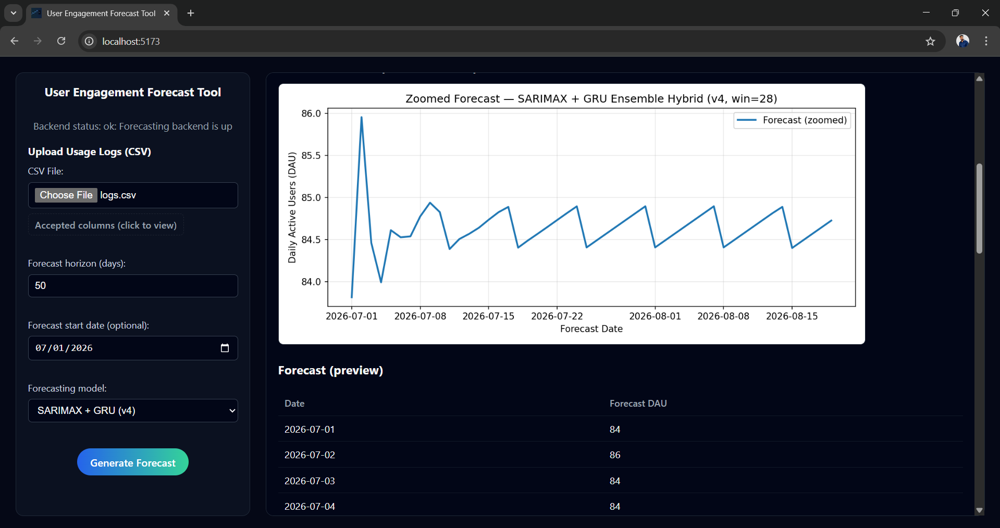 User Engagement Forecast Tool
localhost:5173
User Engagement Forecast Tool
Backend status: ok: Forecasting backend is up
Upload Usage Logs (CSV)
CSV File:
Choose File logs.csv
Accepted columns (click to view)
Forecast horizon (days):
50
Forecast start date (optional):
07/01/2026
Forecasting model:
SARIMAX + GRU (v4)
Generate Forecast
Zoomed Forecast — SARIMAX + GRU Ensemble Hybrid (v4, win=28)
Forecast (zoomed)
Daily Active Users (DAU)
86.0
85.5
85.0
84.5
84.0
2026-07-01 2026-07-08 2026-07-15 2026-07-22 2026-08-01 2026-08-08 2026-08-15
Forecast Date
Forecast (preview)
Date Forecast DAU
2026-07-01 84
2026-07-02 86
2026-07-03 84
2026-07-04 84